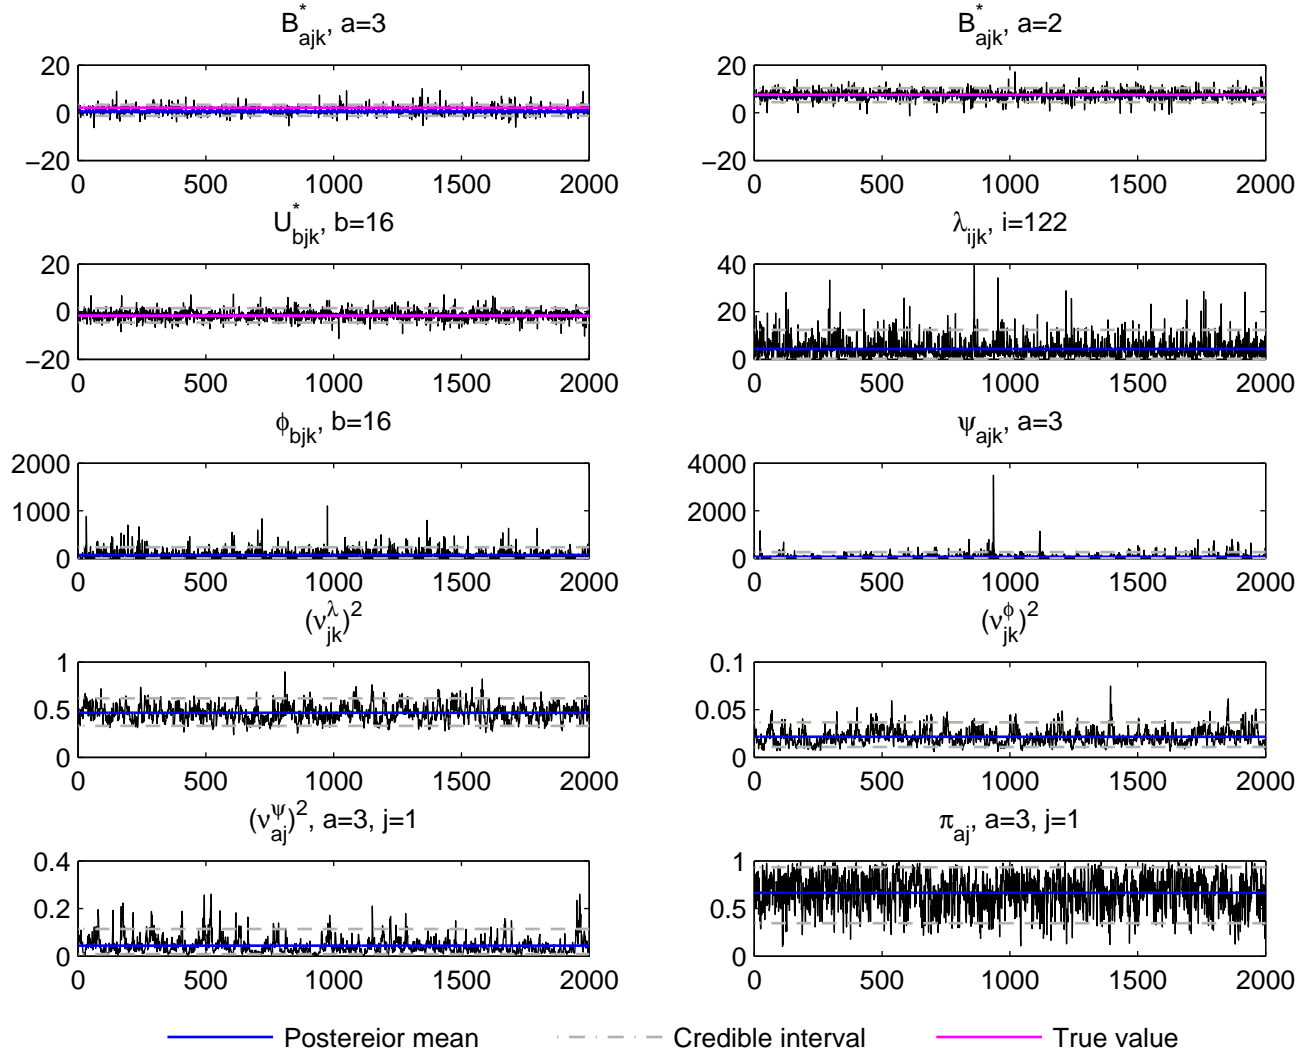 B*ajk, a=3
B*ajk, a=2
20
0
−20
0 500 1000 1500 2000
20
0
−20
0 500 1000 1500 2000
U*bjk, b=16
λijk, i=122
20
0
−20
0 500 1000 1500 2000
40
20
0
0 500 1000 1500 2000
ϕbjk, b=16
ψajk, a=3
2000
1000
0
0 500 1000 1500 2000
4000
2000
0
0 500 1000 1500 2000
(νλjk)2
(νϕjk)2
1
0.5
0
0 500 1000 1500 2000
0.1
0.05
0
0 500 1000 1500 2000
(νψaj)2, a=3, j=1
πaj, a=3, j=1
0.4
0.2
0
0 500 1000 1500 2000
1
0.5
0
0 500 1000 1500 2000
Postereior mean Credible interval True value